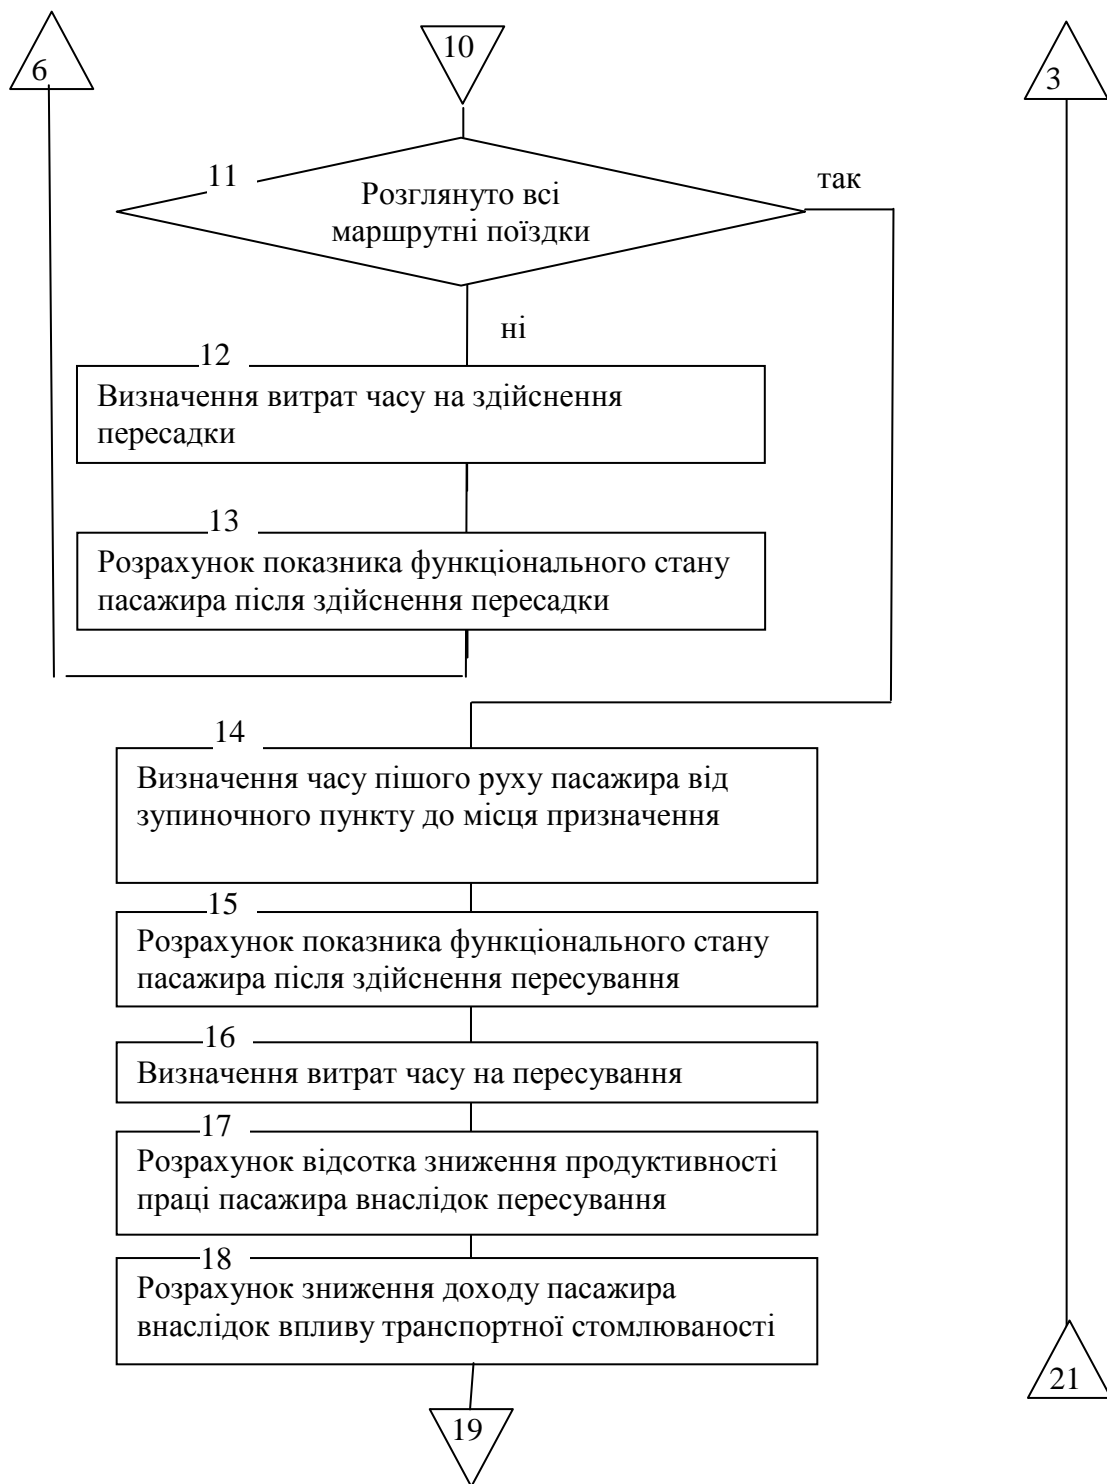 6
10
3
11
Розглянуто всі
маршрутні поїздки
так
ні
12
Визначення витрат часу на здійснення
пересадки
13
Розрахунок показника функціонального стану
пасажира після здійснення пересадки
14
Визначення часу пішого руху пасажира від
зупиночного пункту до місця призначення
15
Розрахунок показника функціонального стану
пасажира після здійснення пересування
16
Визначення витрат часу на пересування
17
Розрахунок відсотка зниження продуктивності
праці пасажира внаслідок пересування
18
Розрахунок зниження доходу пасажира
внаслідок впливу транспортної стомлюваності
21
19